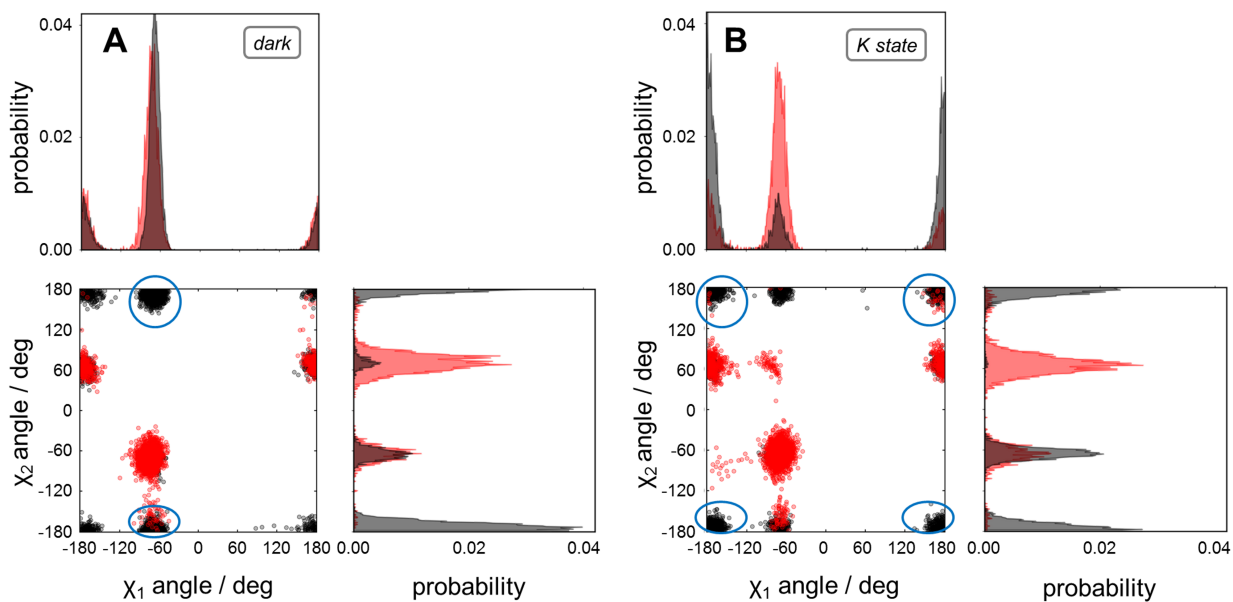 A
dark
0.04
0.02
0.00
probability
180
120
60
0
-60
-120
-180
χ2 angle / deg
-180 -120 -60 0 60 120 180
χ1 angle / deg
0.00 0.02 0.04
probability
B
K state
0.04
0.02
0.00
probability
180
120
60
0
-60
-120
-180
χ2 angle / deg
-180 -120 -60 0 60 120 180
χ1 angle / deg
0.00 0.02 0.04
probability